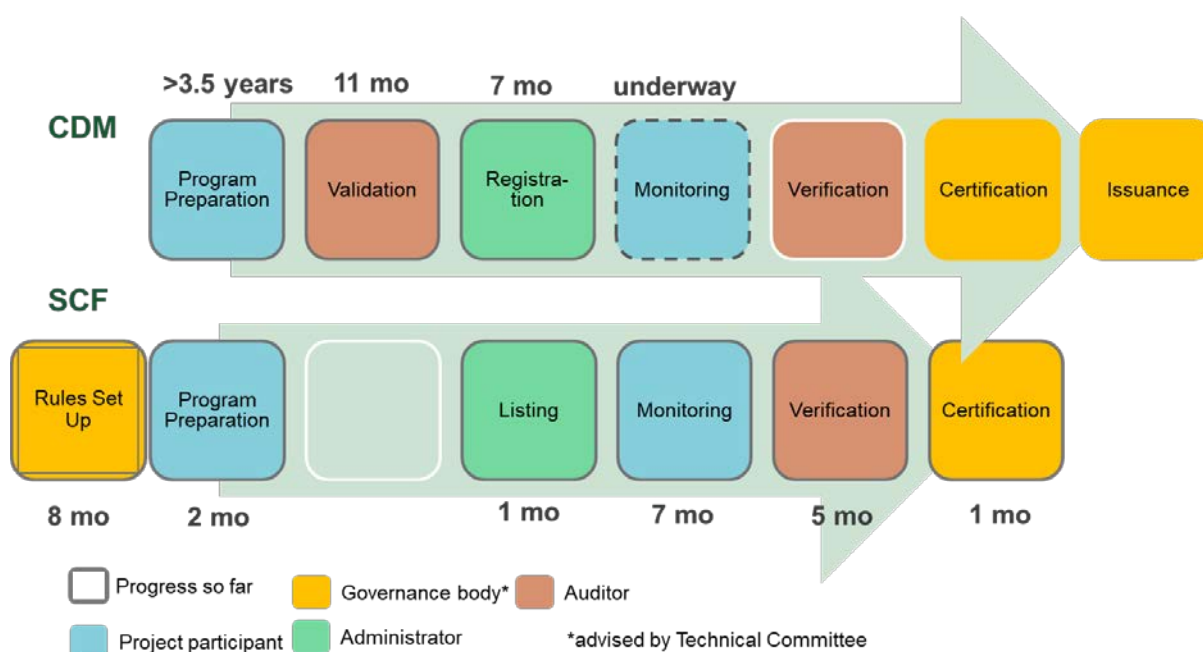 >3.5 years 11 mo 7 mo underway
CDM
Program
Preparation
Validation
Registra-
tion
Monitoring
Verification
Certification
Issuance
SCF
Rules Set
Up
Program
Preparation
Listing
Monitoring
Verification
Certification
8 mo 2 mo 1 mo 7 mo 5 mo 1 mo
Progress so far
Governance body*
Auditor
Project participant
Administrator
*advised by Technical Committee